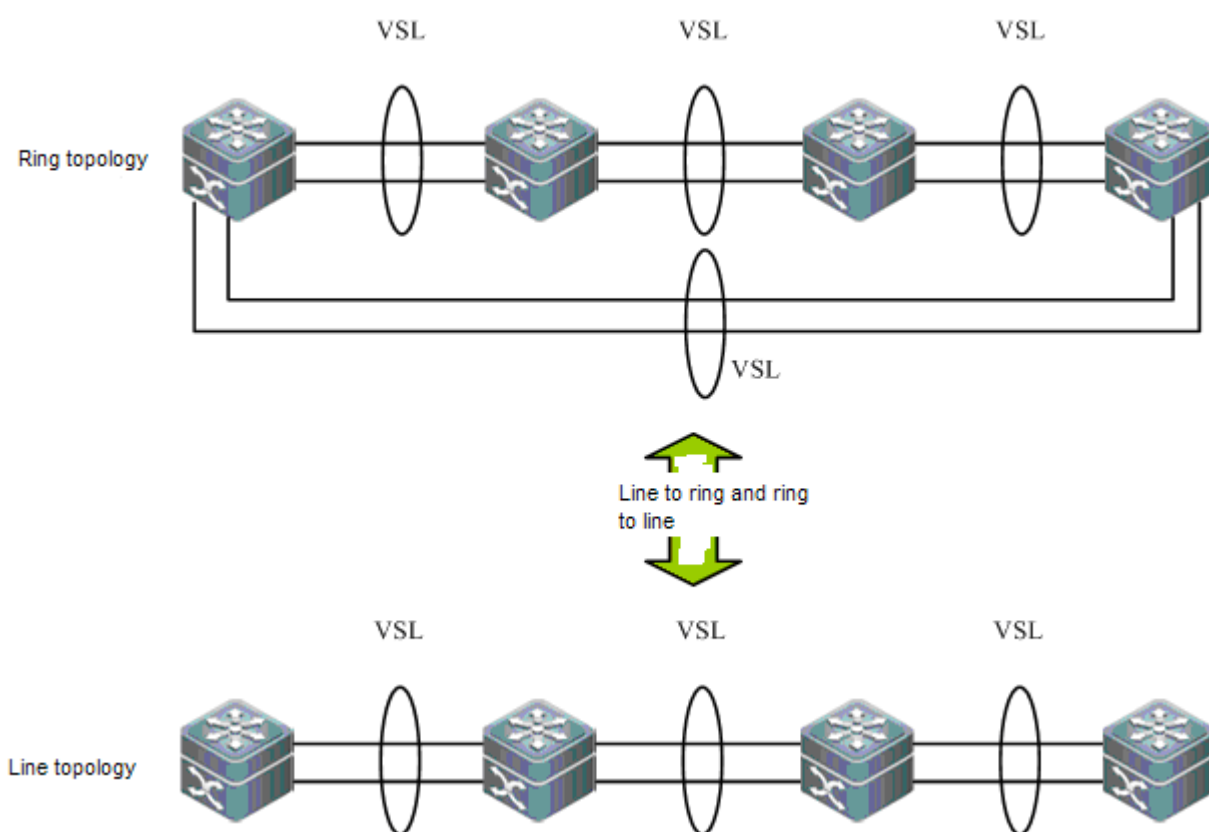 VSL VSL VSL
Ring topology
VSL
Line to ring and ring
to line
VSL VSL VSL
Line topology